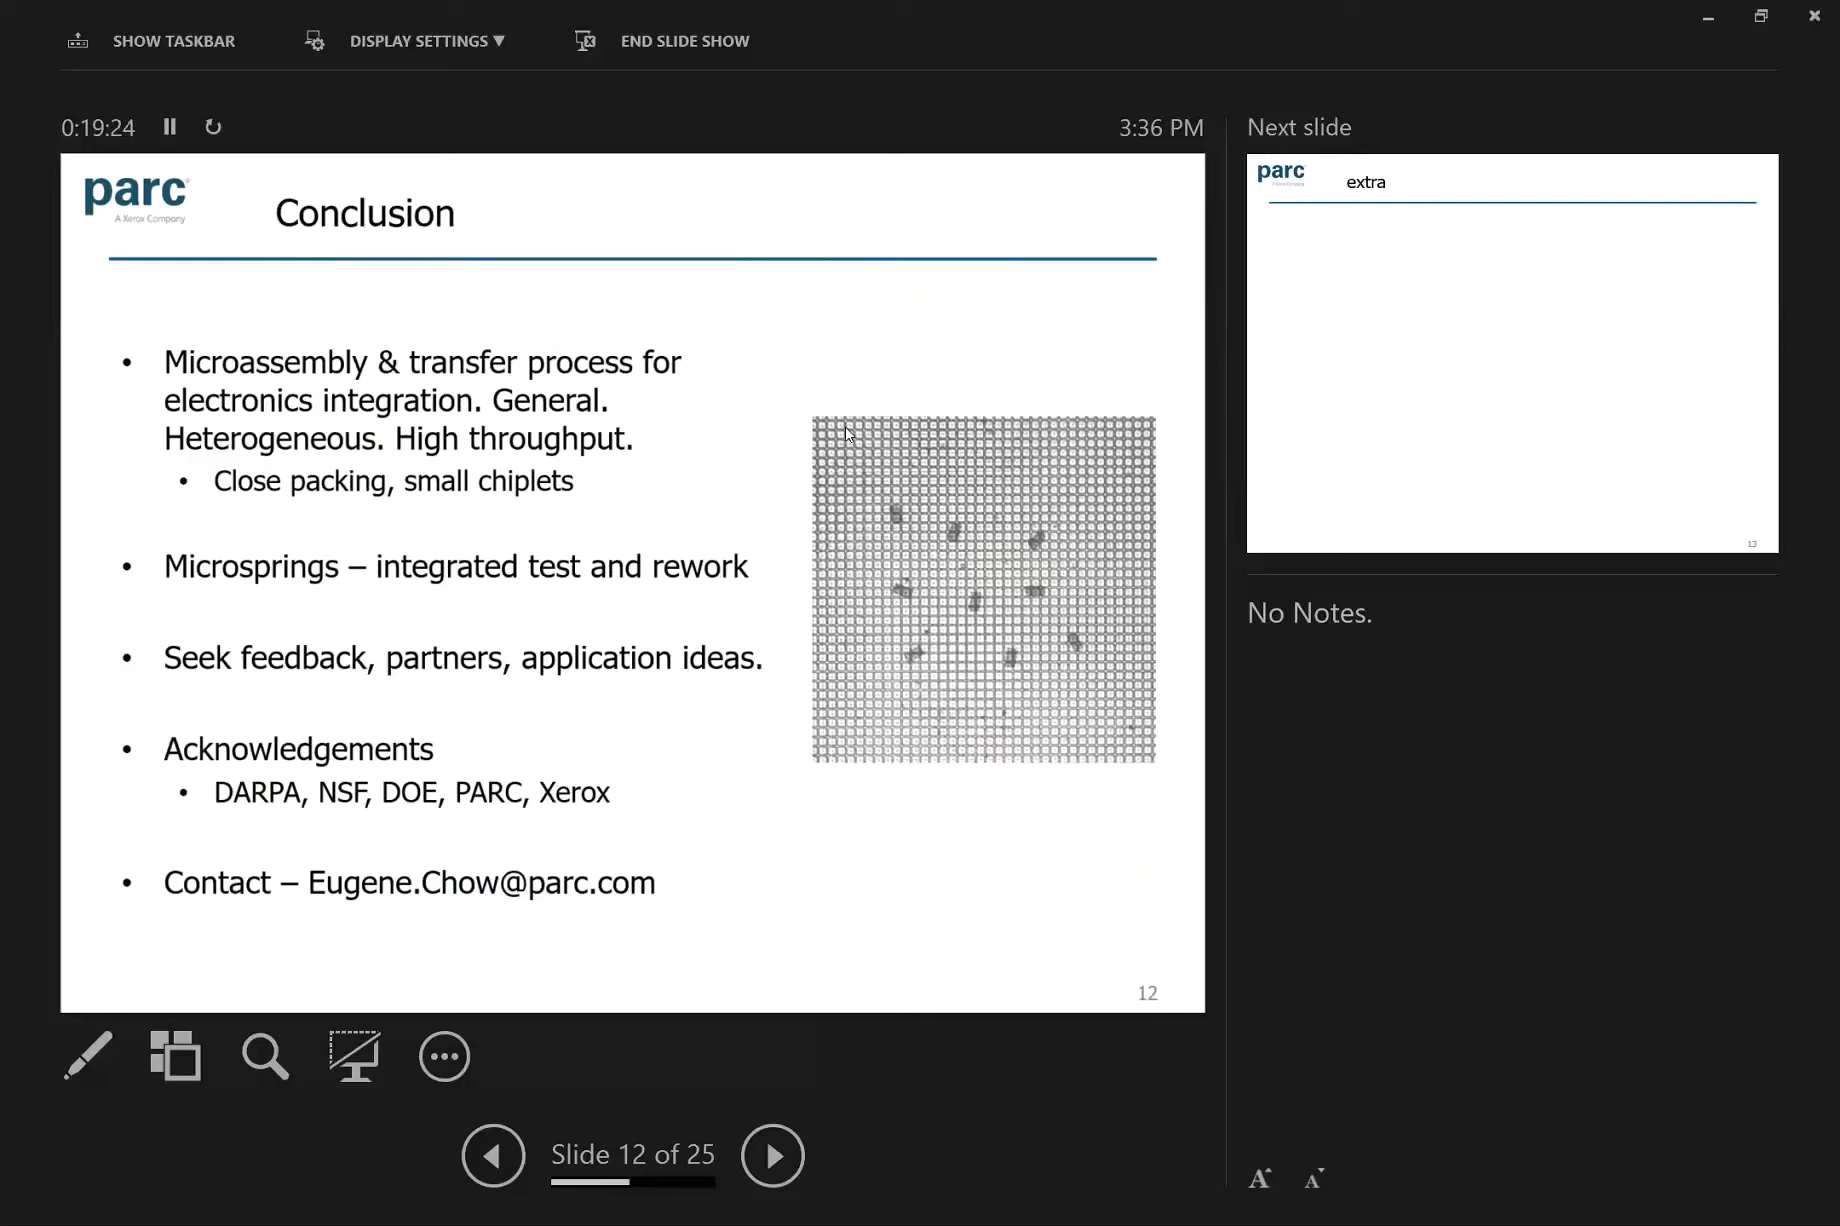 SHOW TASKBAR
DISPLAY SETTINGS ▼
END SLIDE SHOW
0:19:24
3:36 PM
parc
A Xerox Company
Conclusion
• Microassembly & transfer process for
electronics integration. General.
Heterogeneous. High throughput.
• Close packing, small chiplets
• Microsprings – integrated test and rework
• Seek feedback, partners, application ideas.
• Acknowledgements
• DARPA, NSF, DOE, PARC, Xerox
• Contact – Eugene.Chow@parc.com
12
Slide 12 of 25
Next slide
parc
A Xerox Company
extra
13
No Notes.
A
A